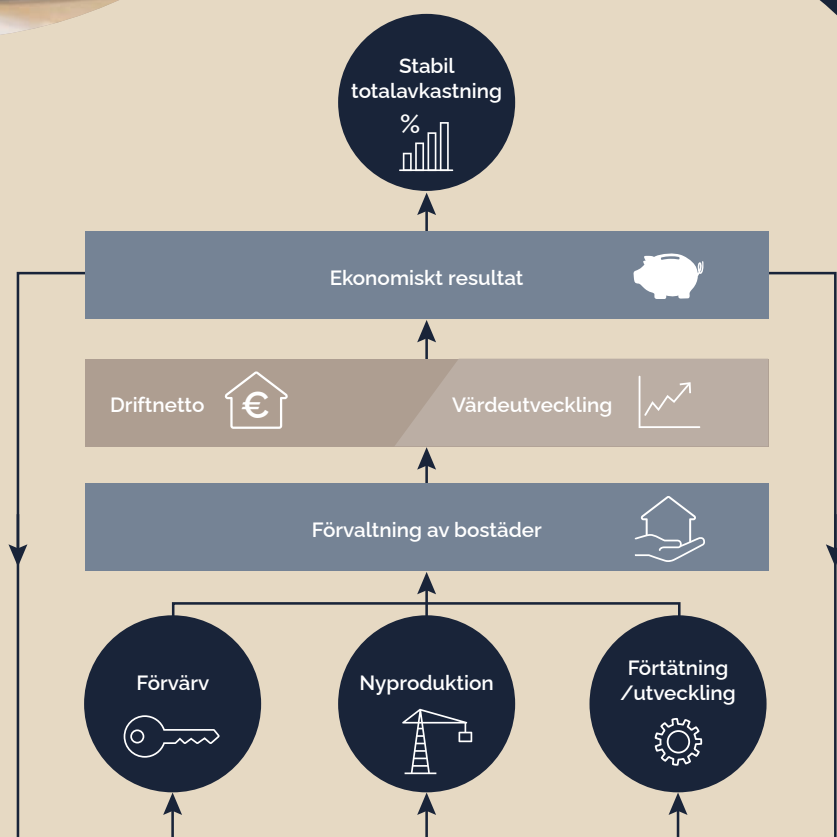 Stabil
totalavkastning
%
Ekonomiskt resultat
Driftnetto
€
Värdeutveckling
Förvaltning av bostäder
Förvärv
Nyproduktion
Förtätning
/utveckling